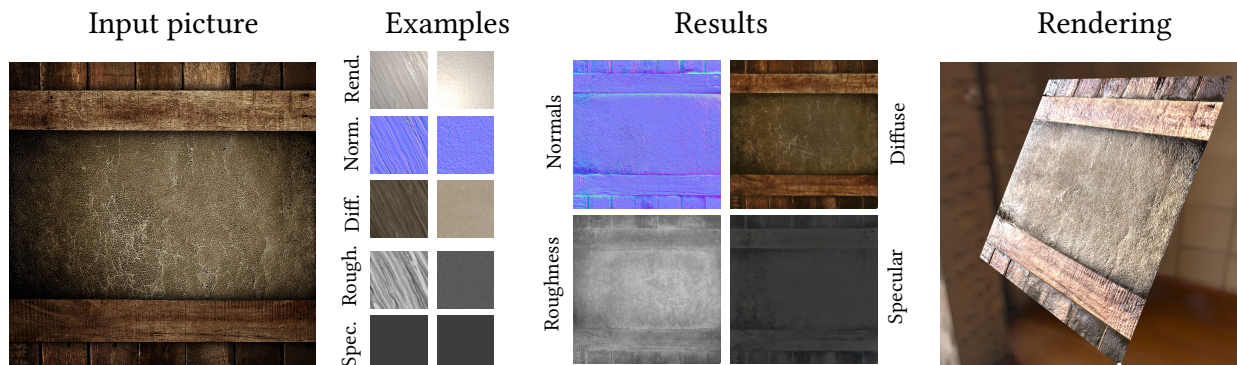 Input picture
Examples
Results
Rendering
Rend.
Norm.
Diff.
Rough.
Spec.
Normals
Diffuse
Roughness
Specular